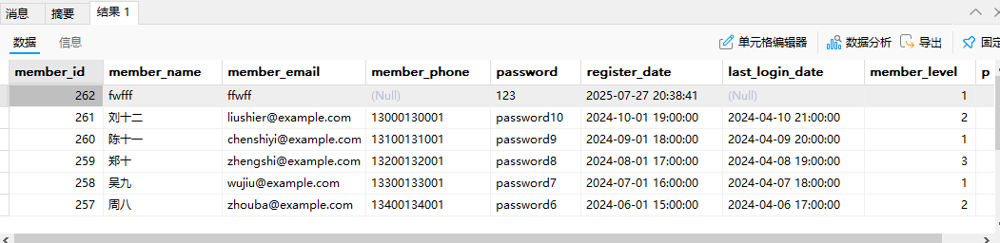 消息 摘要 结果 1
数据 信息 单元格编辑器 数据分析 导出 固定
member_id member_name member_email member_phone password register_date last_login_date member_level p
262 fwfff ffwff (Null) 123 2025-07-27 20:38:41 (Null) 1
261 刘十二 liushier@example.com 13000130001 password10 2024-10-01 19:00:00 2024-04-10 21:00:00 2
260 陈十一 chenshiyi@example.com 13100131001 password9 2024-09-01 18:00:00 2024-04-09 20:00:00 1
259 郑十 zhengshi@example.com 13200132001 password8 2024-08-01 17:00:00 2024-04-08 19:00:00 3
258 吴九 wujiu@example.com 13300133001 password7 2024-07-01 16:00:00 2024-04-07 18:00:00 1
257 周八 zhouba@example.com 13400134001 password6 2024-06-01 15:00:00 2024-04-06 17:00:00 2